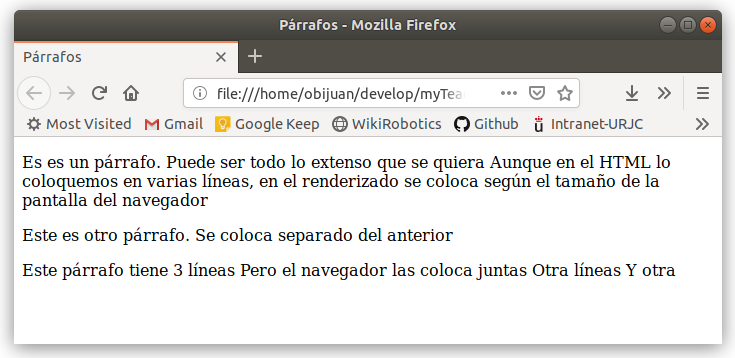 Párrafos - Mozilla Firefox
Párrafos
file:///home/obijuan/develop/myTea
Most Visited Gmail Google Keep WikiRobotics Github Intranet-URJC
Es es un párrafo. Puede ser todo lo extenso que se quiera Aunque en el HTML lo
coloquemos en varias líneas, en el renderizado se coloca según el tamaño de la
pantalla del navegador
Este es otro párrafo. Se coloca separado del anterior
Este párrafo tiene 3 líneas Pero el navegador las coloca juntas Otra líneas Y otra